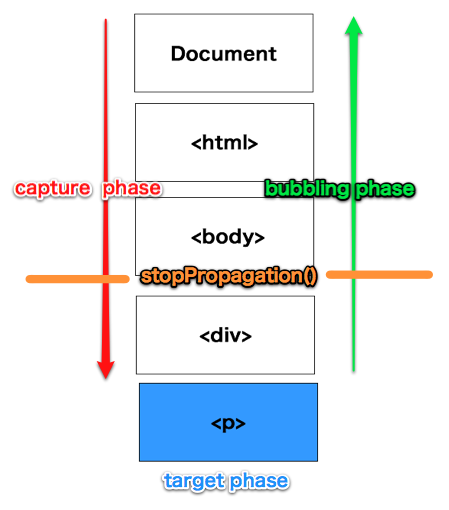 Document
<html>
capture phase
bubbling phase
<body>
stopPropagation()
<div>
<p>
target phase